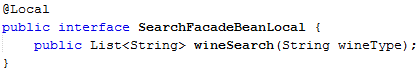 @Local
public interface SearchFacadeBeanLocal {
    public List<String> wineSearch(String wineType);
}